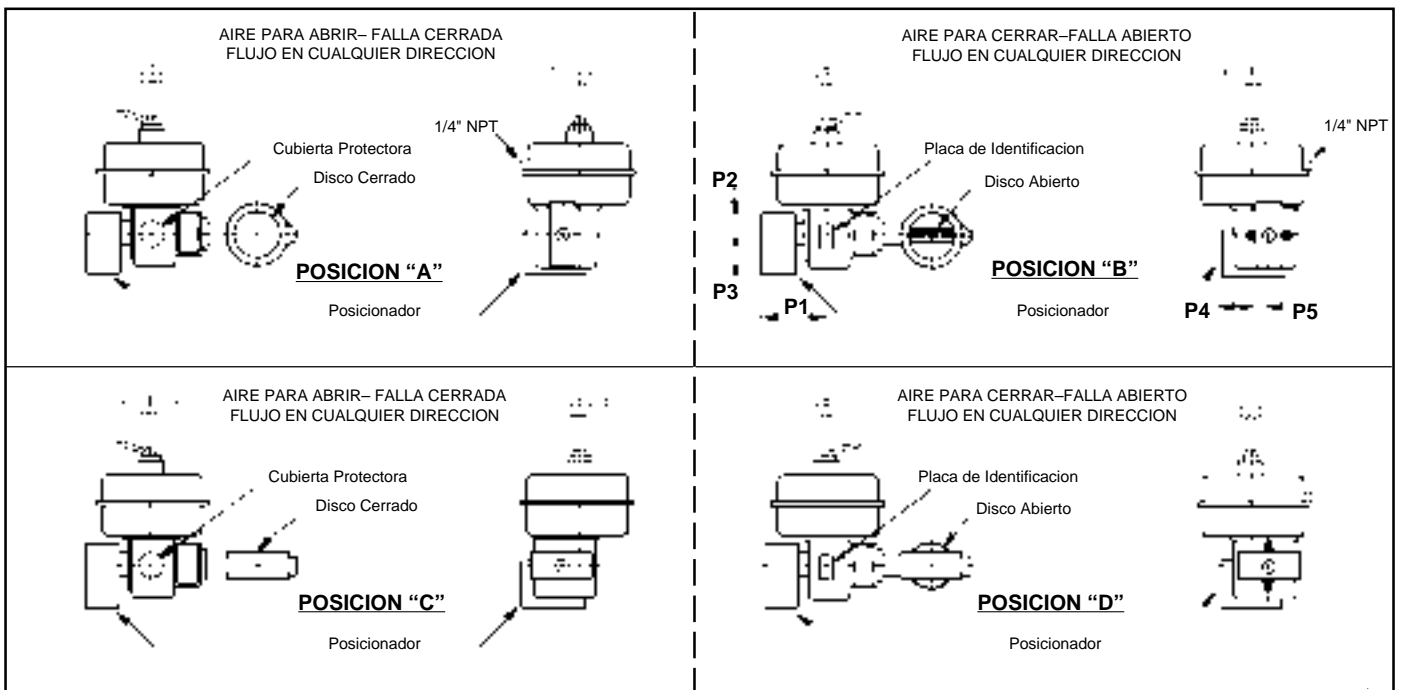 AIRE PARA ABRIR– FALLA CERRADA
FLUJO EN CUALQUIER DIRECCION
1/4" NPT
Cubierta Protectora
Disco Cerrado
POSICION “A”
Posicionador
AIRE PARA CERRAR–FALLA ABIERTO
FLUJO EN CUALQUIER DIRECCION
1/4" NPT
Placa de Identificacion
P2
Disco Abierto
POSICION “B”
P3
P1
Posicionador
P4
P5
AIRE PARA ABRIR– FALLA CERRADA
FLUJO EN CUALQUIER DIRECCION
Cubierta Protectora
Disco Cerrado
POSICION “C”
Posicionador
AIRE PARA CERRAR–FALLA ABIERTO
FLUJO EN CUALQUIER DIRECCION
Placa de Identificacion
Disco Abierto
POSICION “D”
Posicionador